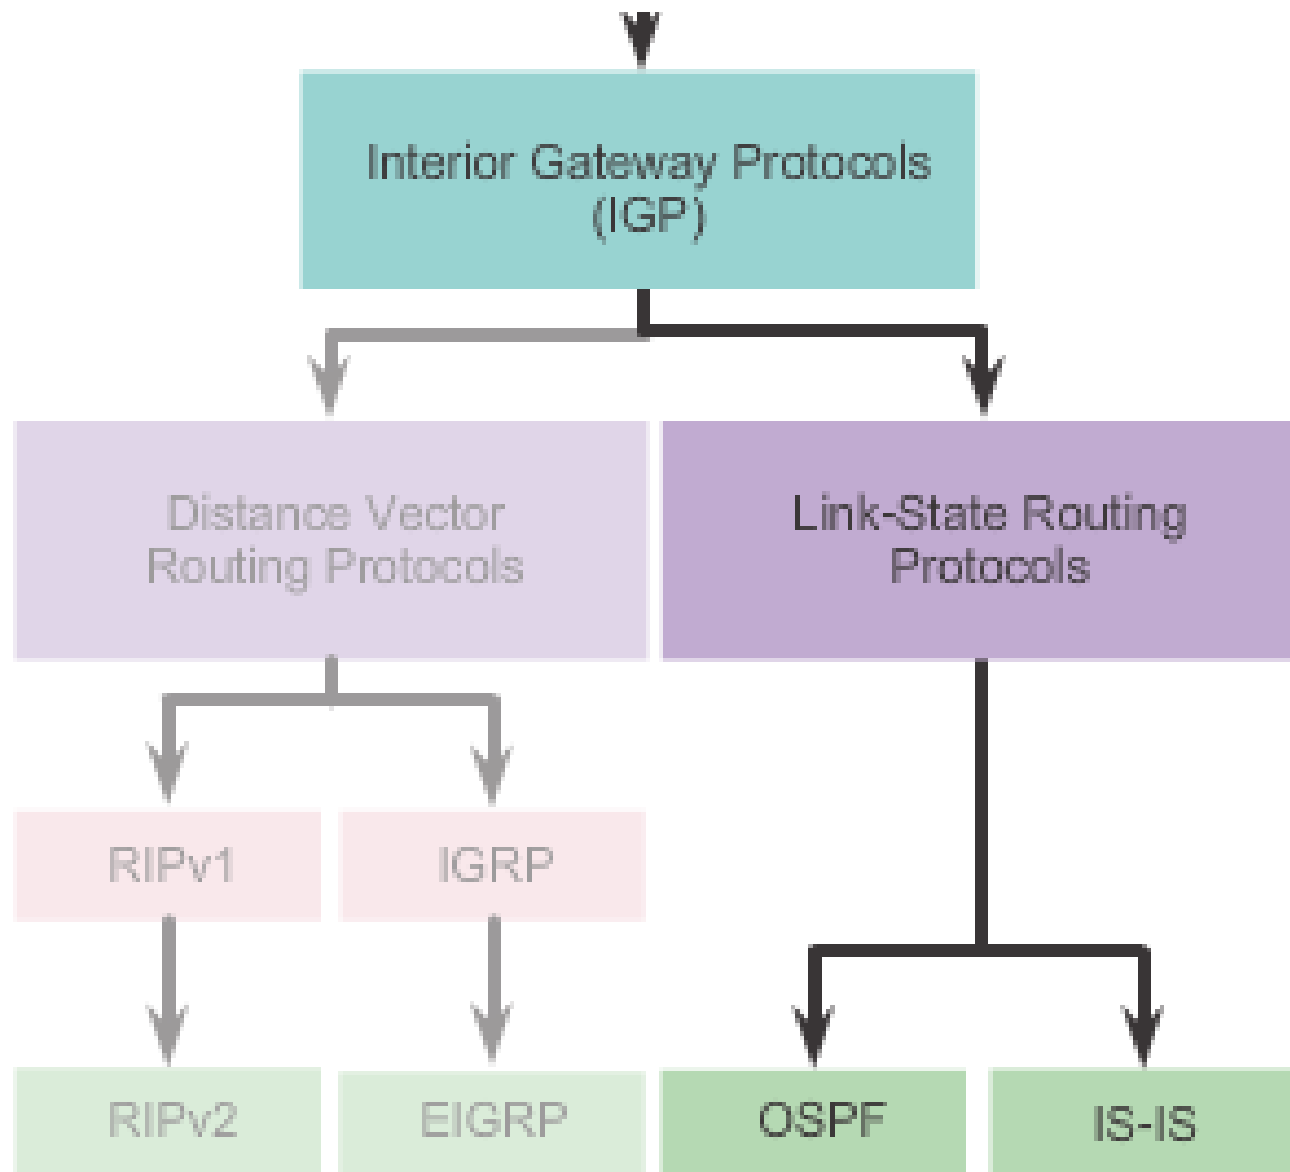 Interior Gateway Protocols
(IGP)
Distance Vector
Routing Protocols
Link-State Routing
Protocols
RIPv1
IGRP
RIPv2
EIGRP
OSPF
IS-IS